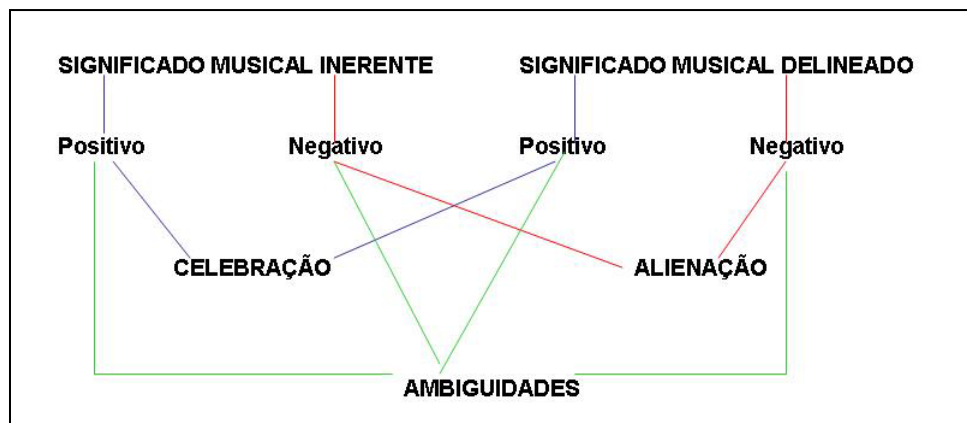 SIGNIFICADO MUSICAL INERENTE SIGNIFICADO MUSICAL DELINEADO
Positivo Negativo Positivo Negativo
CELEBRAÇÃO ALIENAÇÃO
AMBIGUIDADES